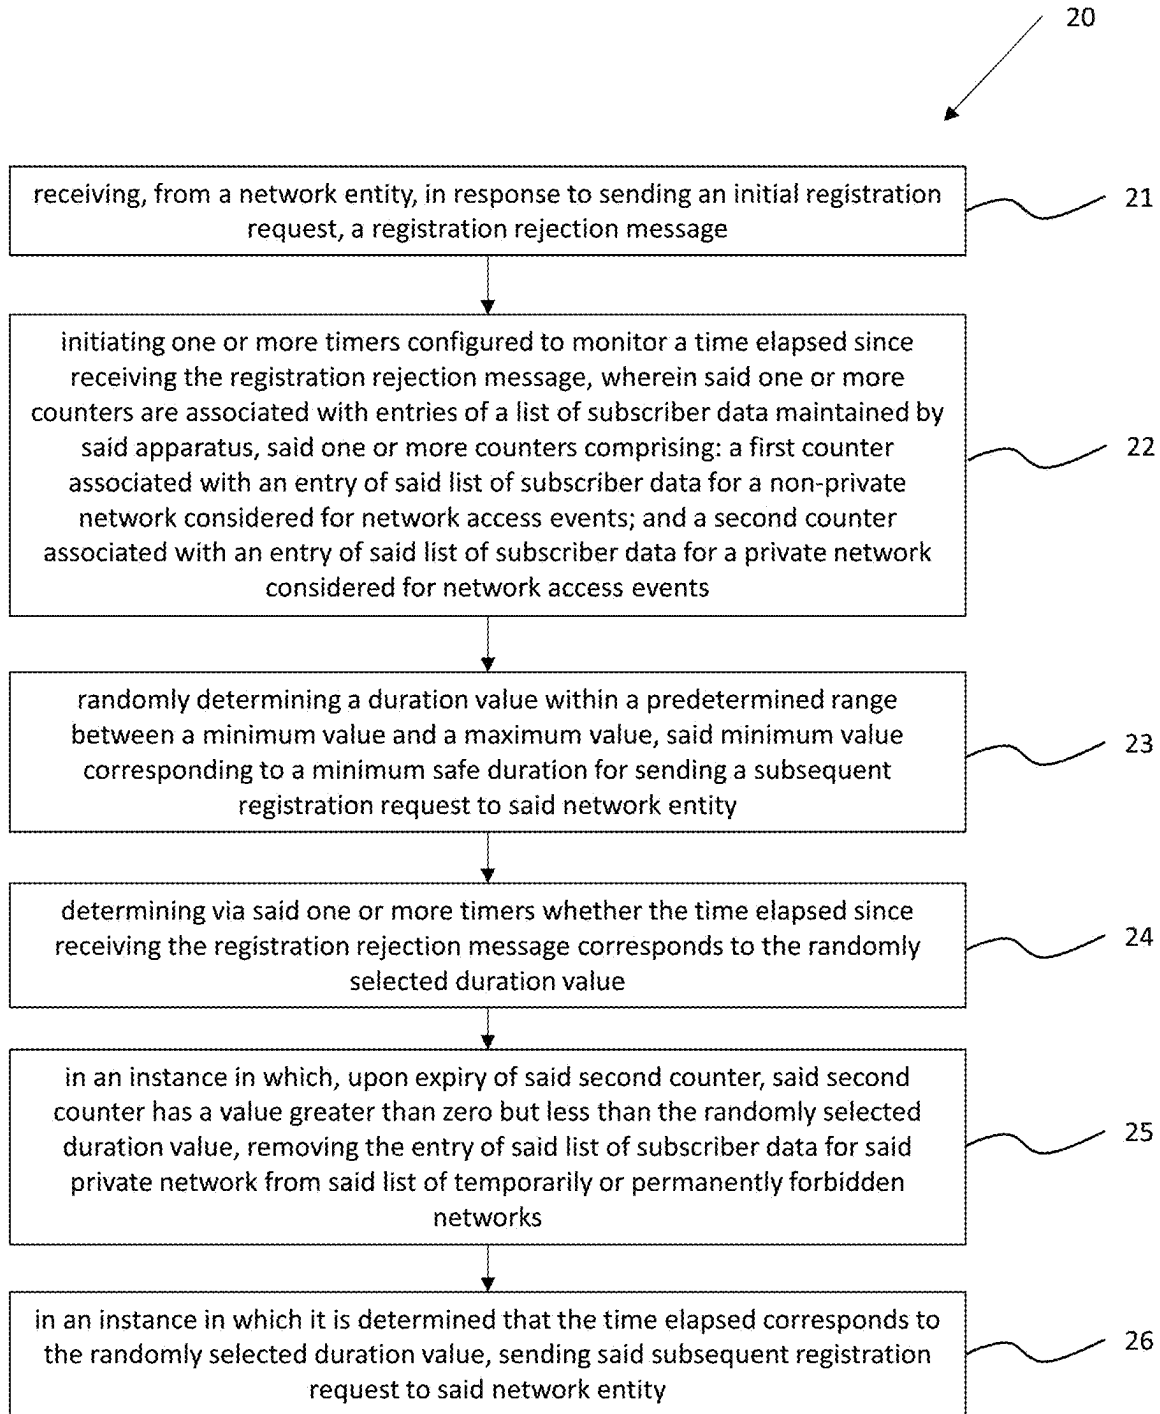 20
receiving, from a network entity, in response to sending an initial registration
request, a registration rejection message
21
initiating one or more timers configured to monitor a time elapsed since
receiving the registration rejection message, wherein said one or more
counters are associated with entries of a list of subscriber data maintained by
said apparatus, said one or more counters comprising: a first counter
associated with an entry of said list of subscriber data for a non-private
network considered for network access events; and a second counter
associated with an entry of said list of subscriber data for a private network
considered for network access events
22
randomly determining a duration value within a predetermined range
between a minimum value and a maximum value, said minimum value
corresponding to a minimum safe duration for sending a subsequent
registration request to said network entity
23
determining via said one or more timers whether the time elapsed since
receiving the registration rejection message corresponds to the randomly
selected duration value
24
in an instance in which, upon expiry of said second counter, said second
counter has a value greater than zero but less than the randomly selected
duration value, removing the entry of said list of subscriber data for said
private network from said list of temporarily or permanently forbidden
networks
25
in an instance in which it is determined that the time elapsed corresponds to
the randomly selected duration value, sending said subsequent registration
request to said network entity
26